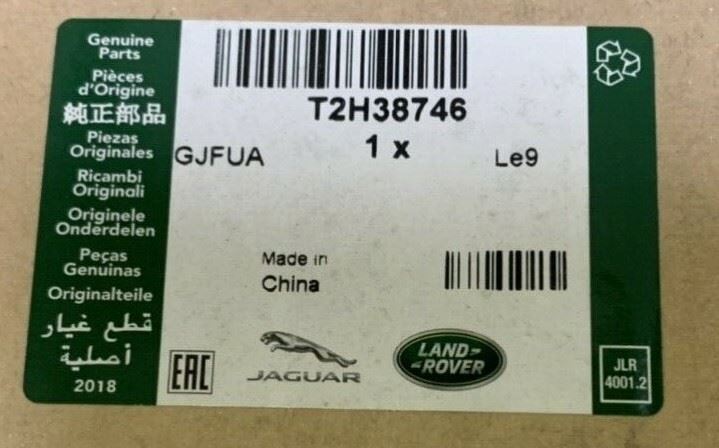 Genuine
Parts
Pièces
d'Origine
純正部品
Piezas
Originales
Ricambi
Originali
Originele
Onderdelen
Peças
Genuinas
Originalteile
قطع غيار
أصلية
2018
T2H38746
1 x
GJFUA
Le9
Made in
China
EAC
JAGUAR
LAND-
-ROVER
JLR
4001.2